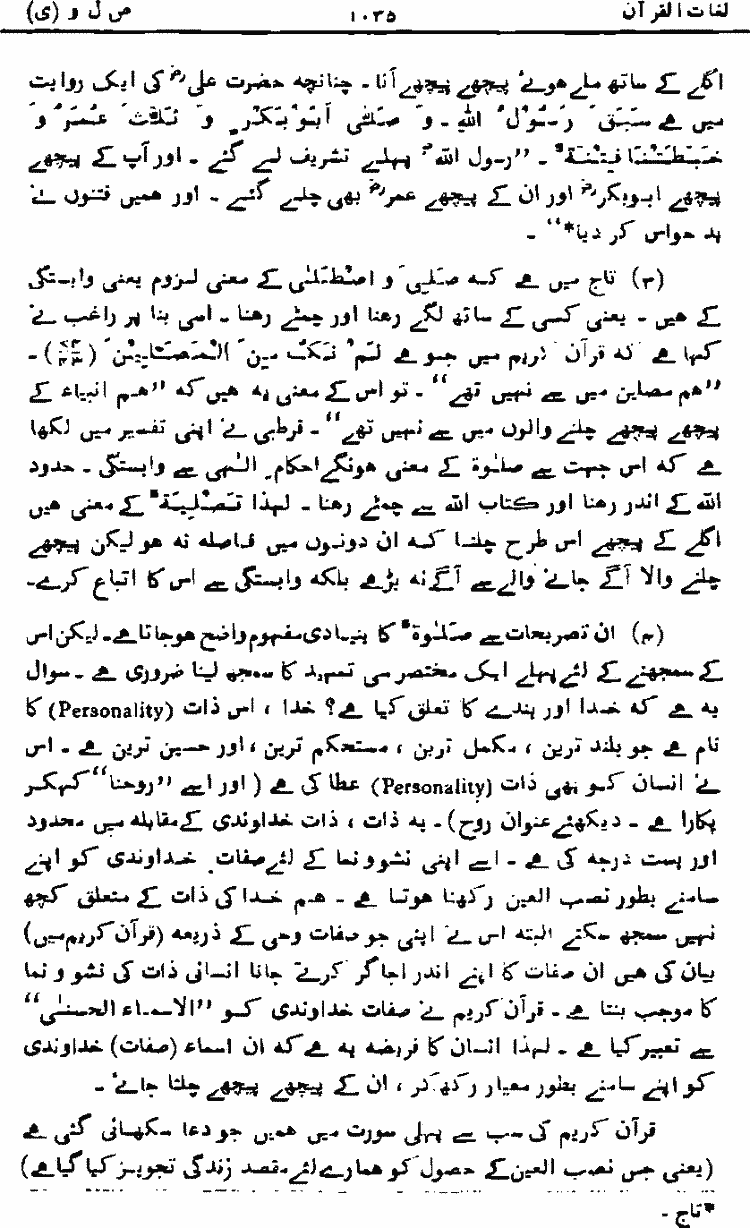 لغات القرآن ۱۰۳۵ ص ل و (ی)
اگلے کے ساتھ ملے ہوئے پیچھے پیچھے آنا ۔ چنانچہ حضرت علیؓ کی ایک روایت
میں ہے سَبَقَ رَسُوْلُ اللہِ ۔ وَ صَلّٰی اَبُوْبَکْرٍ وَ ثَلَّثَ عُمَرُ وَ
خَبَطَتْنَا فِتْنَةٌ ۔ ”رسول اللہؐ پہلے تشریف لے گئے ۔ اور آپ کے پیچھے
پیچھے ابوبکرؓ اور ان کے پیچھے عمرؓ بھی چلے گئے ۔ اور ہمیں فتنوں نے
بد حواس کر دیا*“ ۔
(۳) تاج میں ہے کہ صَلِیَ و اصْطَلٰی کے معنی لزوم یعنی وابستگی
کے ہیں ۔ یعنی کسی کے ساتھ لگے رہنا اور چمٹے رہنا ۔ اسی بنا پر راغب نے
کہا ہے کہ قرآن کریم میں جو ہے لَمْ نَکُ مِنَ الْمُصَلِّیْنَ (۷۴/۴۳) ۔
”ہم مصلین میں سے نہیں تھے“ ۔ تو اس کے معنی یہ ہیں کہ ”ہم انبیاء کے
پیچھے پیچھے چلنے والوں میں سے نہیں تھے“ ۔ قرطبی نے اپنی تفسیر میں لکھا
ہے کہ اس جہت سے صلٰوۃ کے معنی ہونگے احکام الٰہی سے وابستگی ۔ حدود
اللہ کے اندر رہنا اور کتاب اللہ سے چمٹے رہنا ۔ لہذا تَصْلِیَةٌ کے معنی ہیں
اگلے کے پیچھے اس طرح چلنا کہ ان دونوں میں فاصلہ نہ ہو لیکن پیچھے
چلنے والا آگے جانے والے سے آگے نہ بڑھے بلکہ وابستگی سے اس کا اتباع کرے۔
(۴) ان تصریحات سے صَلٰوةٌ کا بنیادی مفہوم واضح ہوجاتا ہے۔ لیکن اس
کے سمجھنے کے لئے پہلے ایک مختصر سی تمہید کا سمجھ لینا ضروری ہے ۔ سوال
یہ ہے کہ خدا اور بندے کا تعلق کیا ہے؟ خدا ، اس ذات (Personality) کا
نام ہے جو بلند ترین ، مکمل ترین ، مستحکم ترین ، اور حسین ترین ہے ۔ اس
نے انسان کو بھی ذات (Personality) عطا کی ہے ( اور اسے ”روحنا“ کہکر
پکارا ہے ۔ دیکھئے عنوان روح) ۔ یہ ذات ، ذات خداوندی کے مقابلہ میں محدود
اور پست درجہ کی ہے ۔ اسے اپنی نشوونما کے لئے صفات خداوندی کو اپنے
سامنے بطور نصب العین رکھنا ہوتا ہے ۔ ہم خدا کی ذات کے متعلق کچھ
نہیں سمجھ سکتے البتہ اس نے اپنی جو صفات وحی کے ذریعہ (قرآن کریم میں)
بیان کی ہیں ان صفات کا اپنے اندر اجاگر کرتے جانا انسانی ذات کی نشو و نما
کا موجب بنتا ہے ۔ قرآن کریم نے صفات خداوندی کو ”الاسماء الحسنٰی“
سے تعبیر کیا ہے ۔ لہذا انسان کا فریضہ یہ ہے کہ ان اسماء (صفات) خداوندی
کو اپنے سامنے بطور معیار رکھ کر ، ان کے پیچھے پیچھے چلتا جائے ۔
قرآن کریم کی سب سے پہلی سورت میں ہمیں جو دعا سکھائی گئی ہے
(یعنی جس نصب العین کے حصول کو ہمارے لئے مقصد زندگی تجویز کیا گیا ہے)
*تاج ۔